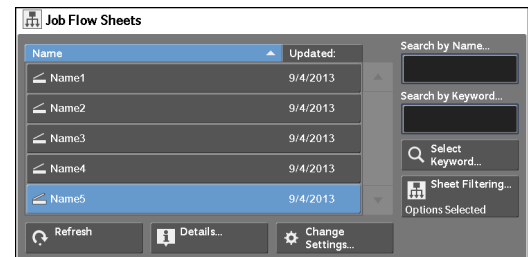 Job Flow Sheets
Name Updated:
Name1 9/4/2013
Name2 9/4/2013
Name3 9/4/2013
Name4 9/4/2013
Name5 9/4/2013
Search by Name...
Search by Keyword...
Select
Keyword...
Sheet Filtering...
Options Selected
Refresh
Details...
Change
Settings...